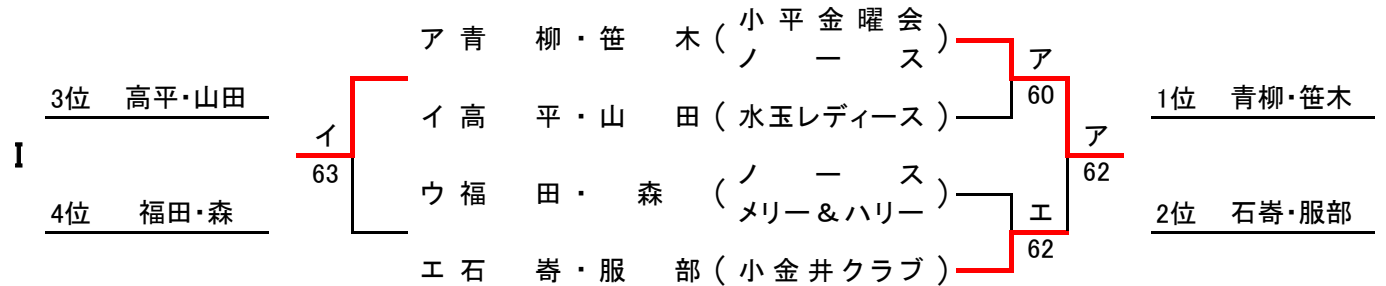 ア 青 柳・笹 木 ( 小平金曜会 ノース )
イ 高 平・山 田 ( 水玉レディース )
ウ 福 田・ 森 ( ノース メリー&ハリー )
エ 石 嵜・服 部 ( 小金井クラブ )
3位 高平・山田
I
4位 福田・森
イ
63
ア
60
エ
62
ア
62
1位 青柳・笹木
2位 石嵜・服部